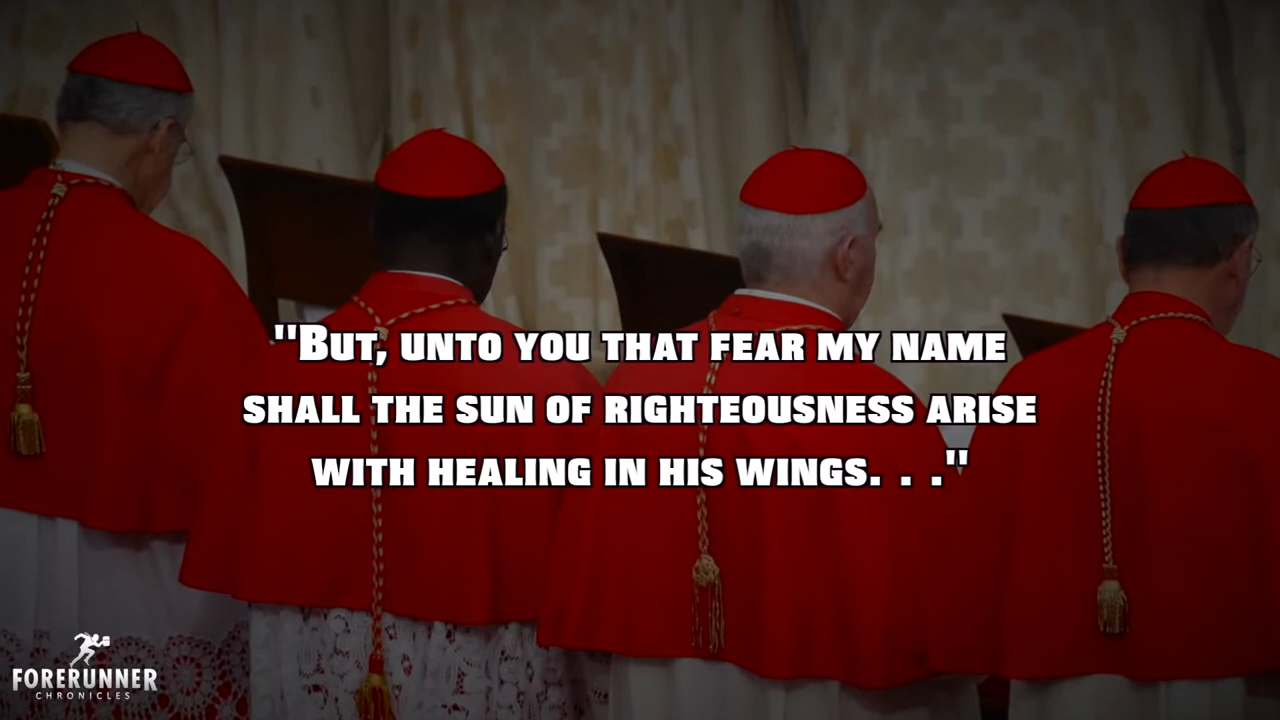 "But, unto you that fear my name
shall the sun of righteousness arise
with healing in his wings. . ."
FORERUNNER
CHRONICLES